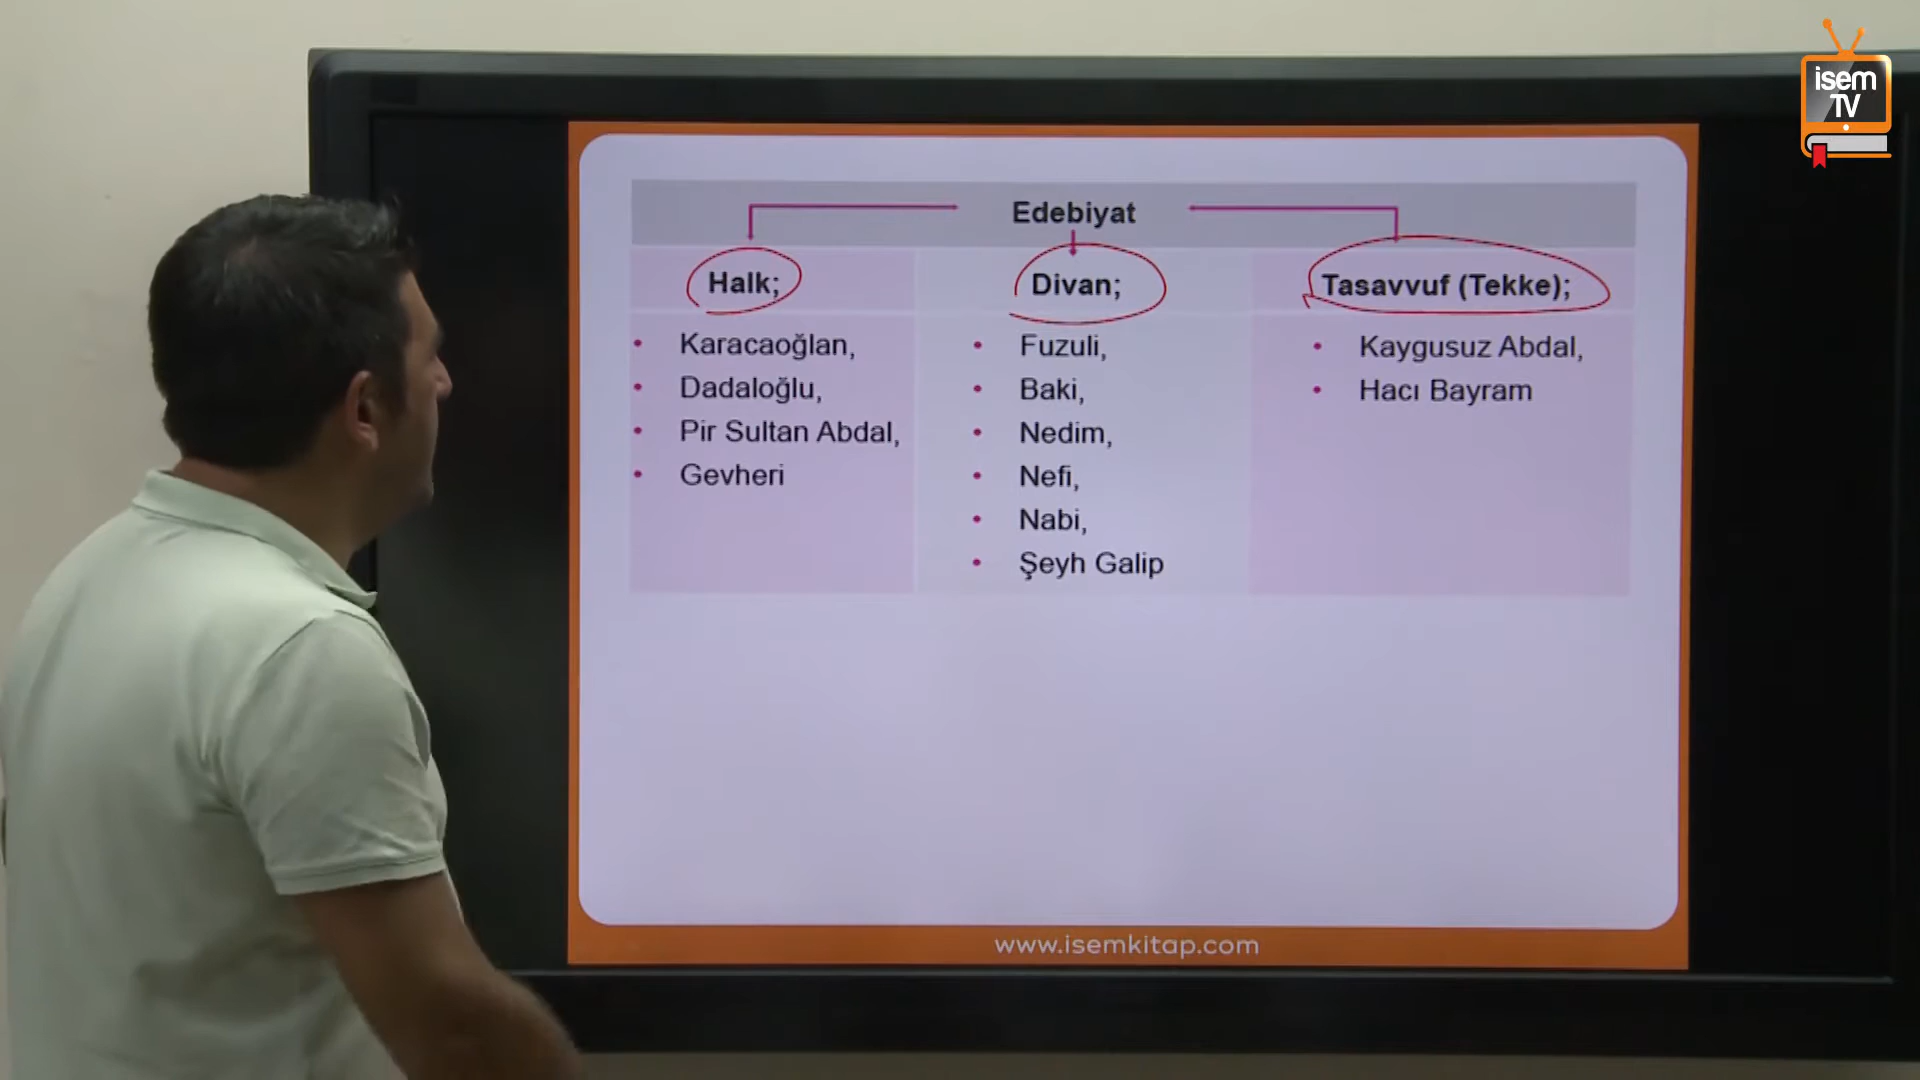 isem
TV
Edebiyat
Halk;
Divan;
Tasavvuf (Tekke);
• Karacaoğlan,
• Dadaloğlu,
• Pir Sultan Abdal,
• Gevheri
• Fuzuli,
• Baki,
• Nedim,
• Nefi,
• Nabi,
• Şeyh Galip
• Kaygusuz Abdal,
• Hacı Bayram
www.isemkitap.com